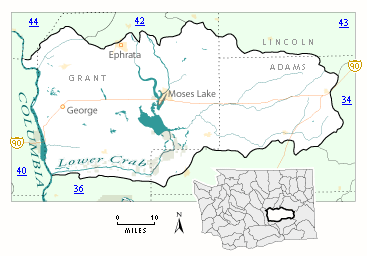 44
42
43
LINCOLN
Ephrata
GRANT
ADAMS
90
Moses Lake
George
34
COLUMBIA
90
Lower Crab
40
36
0 10
MILES
N